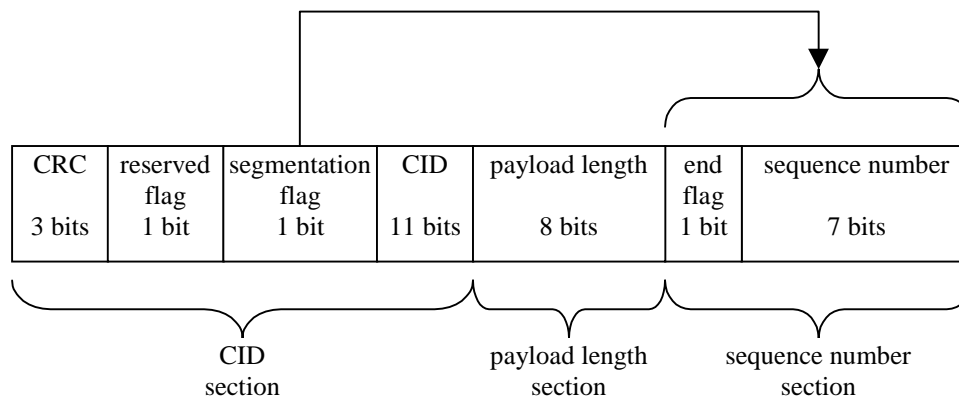 CRC
3 bits
reserved
flag
1 bit
segmentation
flag
1 bit
CID
11 bits
payload length
8 bits
end
flag
1 bit
sequence number
7 bits
CID
section
payload length
section
sequence number
section